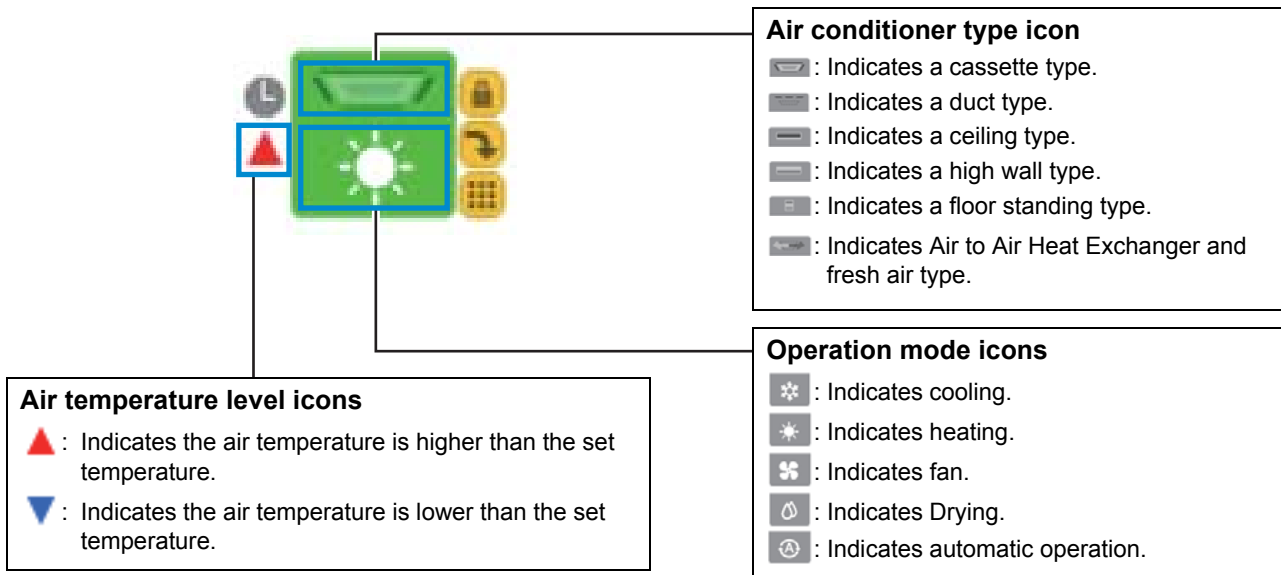 Air conditioner type icon
: Indicates a cassette type.
: Indicates a duct type.
: Indicates a ceiling type.
: Indicates a high wall type.
: Indicates a floor standing type.
: Indicates Air to Air Heat Exchanger and
fresh air type.
Operation mode icons
: Indicates cooling.
: Indicates heating.
: Indicates fan.
: Indicates Drying.
A : Indicates automatic operation.
Air temperature level icons
: Indicates the air temperature is higher than the set
temperature.
: Indicates the air temperature is lower than the set
temperature.